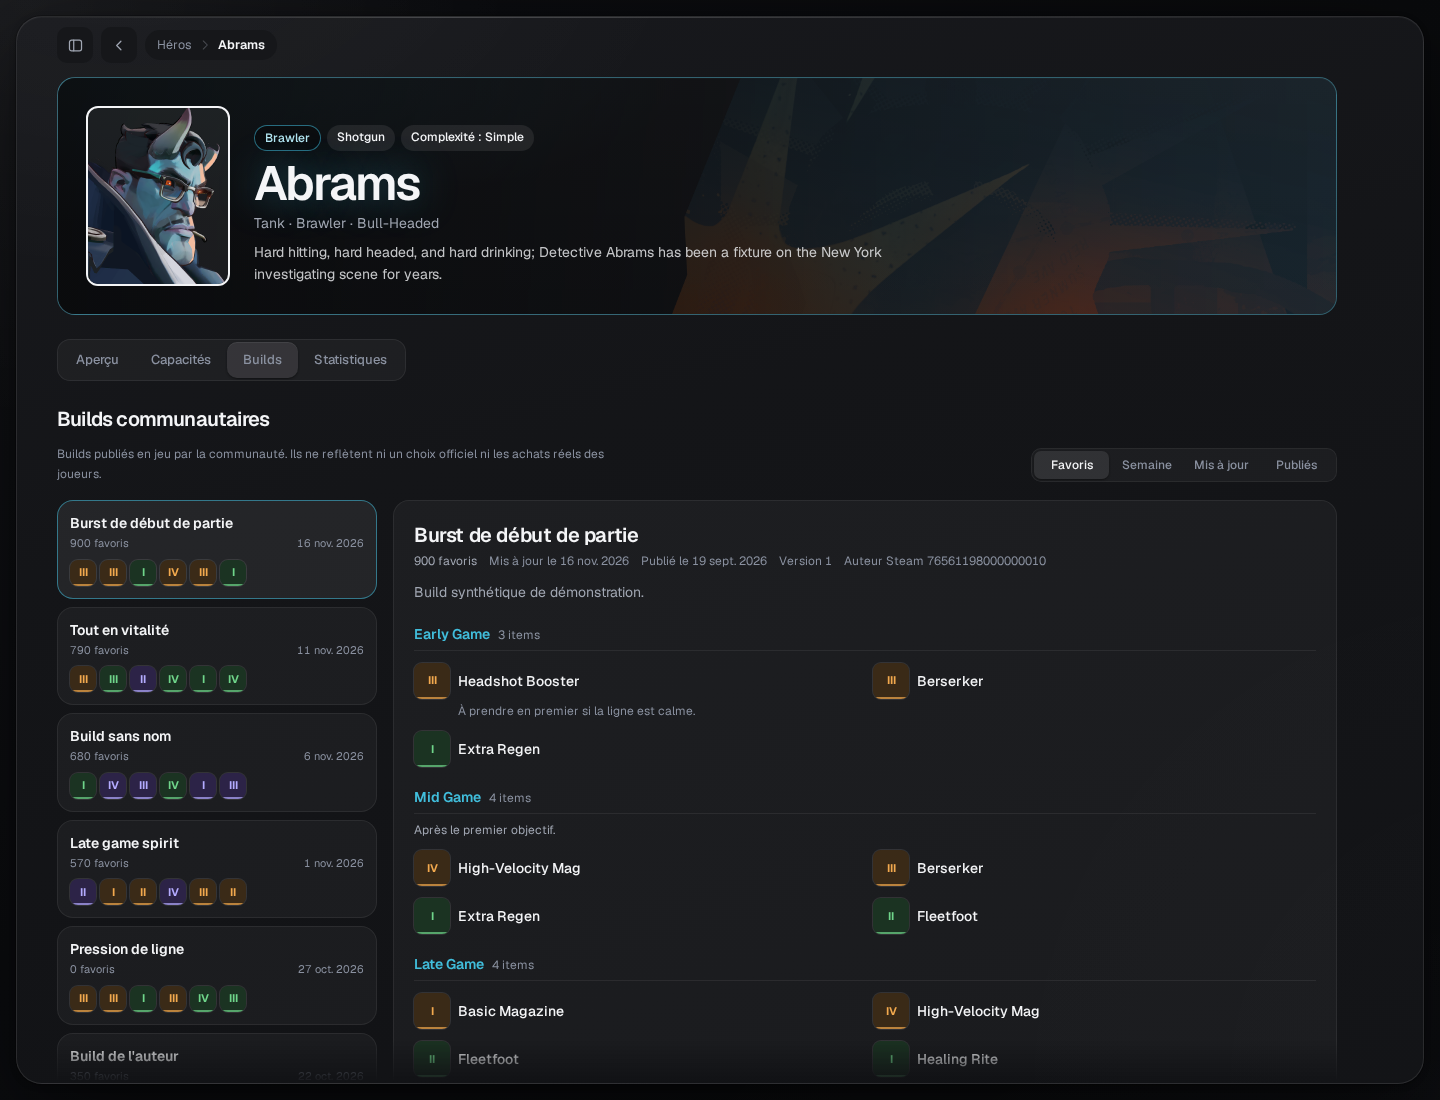 Héros > Abrams
Brawler Shotgun Complexité : Simple
Abrams
Tank · Brawler · Bull-Headed
Hard hitting, hard headed, and hard drinking; Detective Abrams has been a fixture on the New York
investigating scene for years.
Aperçu Capacités Builds Statistiques
Builds communautaires
Builds publiés en jeu par la communauté. Ils ne reflètent ni un choix officiel ni les achats réels des
joueurs.
Favoris Semaine Mis à jour Publiés
Burst de début de partie
900 favoris 16 nov. 2026
III III I IV III I
Tout en vitalité
790 favoris 11 nov. 2026
III III II IV I IV
Build sans nom
680 favoris 6 nov. 2026
I IV III IV I III
Late game spirit
570 favoris 1 nov. 2026
II I II IV III II
Pression de ligne
0 favoris 27 oct. 2026
III III I III IV III
Build de l'auteur
350 favoris 22 oct. 2026
Burst de début de partie
900 favoris Mis à jour le 16 nov. 2026 Publié le 19 sept. 2026 Version 1 Auteur Steam 76561198000000010
Build synthétique de démonstration.
Early Game 3 items
III Headshot Booster III Berserker
À prendre en premier si la ligne est calme.
I Extra Regen
Mid Game 4 items
Après le premier objectif.
IV High-Velocity Mag III Berserker
I Extra Regen II Fleetfoot
Late Game 4 items
I Basic Magazine IV High-Velocity Mag
II Fleetfoot I Healing Rite